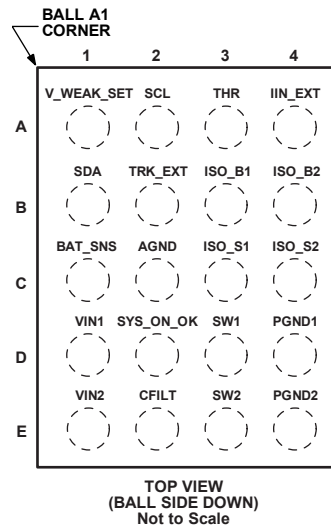 BALL A1
CORNER
1 2 3 4
V_WEAK_SET SCL THR IIN_EXT
A
SDA TRK_EXT ISO_B1 ISO_B2
B
BAT_SNS AGND ISO_S1 ISO_S2
C
VIN1 SYS_ON_OK SW1 PGND1
D
VIN2 CFILT SW2 PGND2
E
TOP VIEW
(BALL SIDE DOWN)
Not to Scale